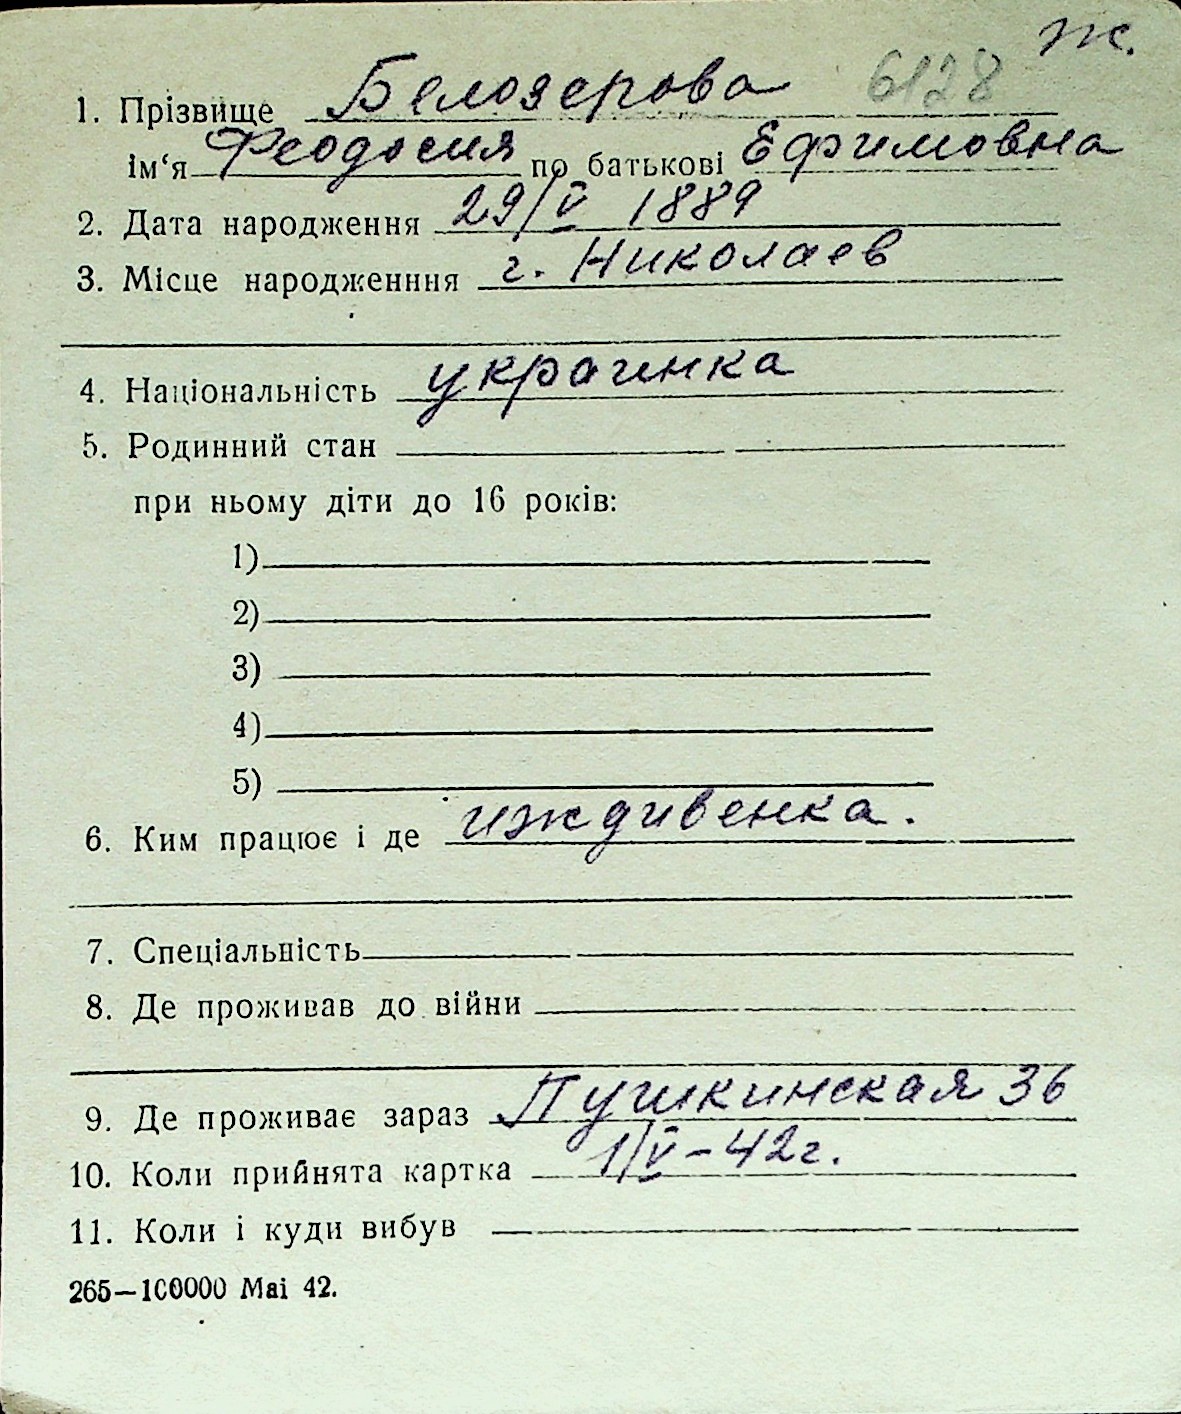 ж.
1. Прізвище Белозерова 6128
ім‘я Феодосия по батькові Ефимовна
2. Дата народження 29/V 1889
3. Місце народженння г. Николаев
4. Національність украинка
5. Родинний стан
при ньому діти до 16 років:
1)
2)
3)
4)
5)
6. Ким працює і де иждивенка.
7. Спеціальність
8. Де проживав до війни
9. Де проживає зараз Пушкинская 36
10. Коли прийнята картка 1/V-42г.
11. Коли і куди вибув
265—100000 Mai 42.